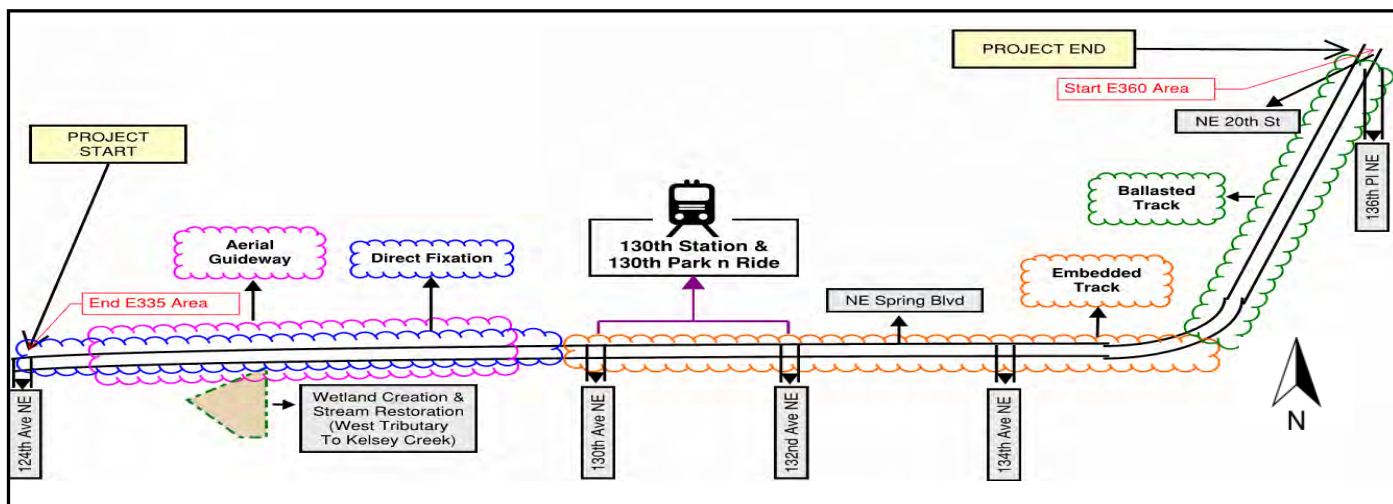 PROJECT END
Start E360 Area
NE 20th St
PROJECT
START
136th Pl NE
Ballasted
Track
130th Station &
130th Park n Ride
Aerial
Guideway
Direct Fixation
Embedded
Track
End E335 Area
NE Spring Blvd
Wetland Creation &
Stream Restoration
(West Tributary
To Kelsey Creek)
124th Ave NE
130th Ave NE
132nd Ave NE
134th Ave NE
N